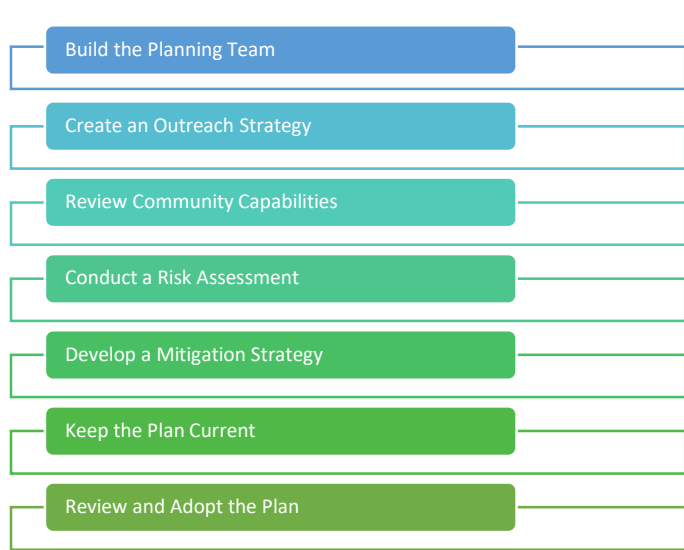 Build the Planning Team
Create an Outreach Strategy
Review Community Capabilities
Conduct a Risk Assessment
Develop a Mitigation Strategy
Keep the Plan Current
Review and Adopt the Plan